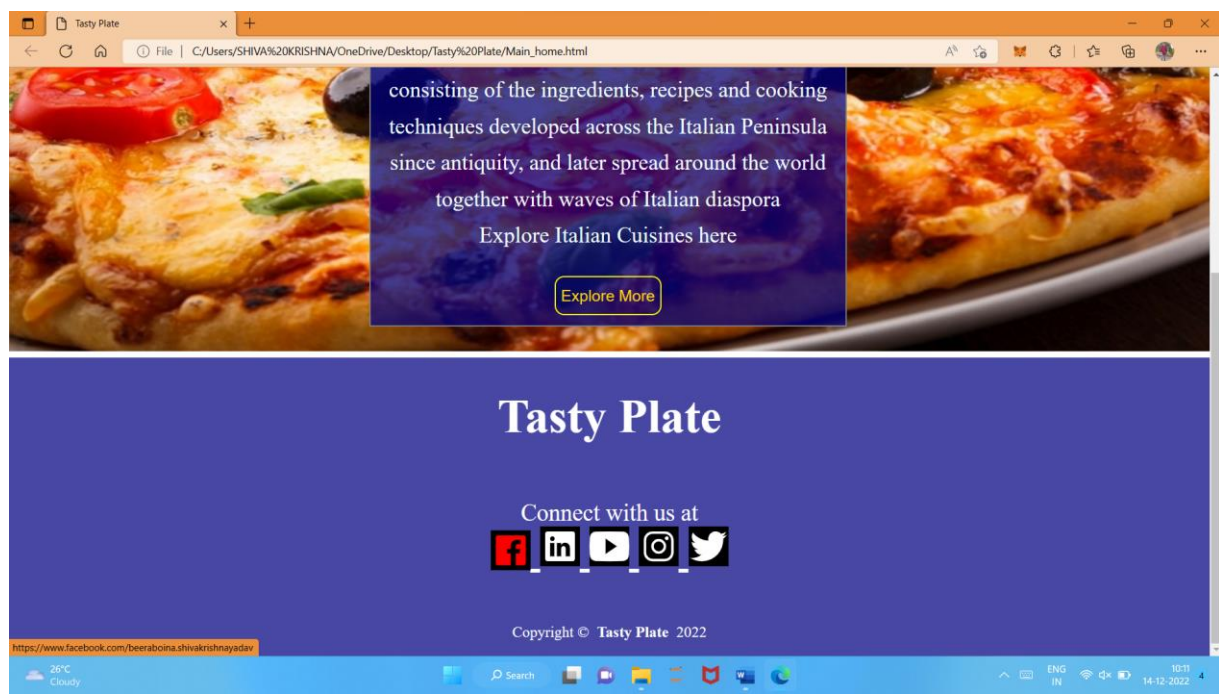 Tasty Plate
File | C:/Users/SHIVA%20KRISHNA/OneDrive/Desktop/Tasty%20Plate/Main_home.html
consisting of the ingredients, recipes and cooking
techniques developed across the Italian Peninsula
since antiquity, and later spread around the world
together with waves of Italian diaspora
Explore Italian Cuisines here
Explore More
Tasty Plate
Connect with us at
Copyright © Tasty Plate 2022
https://www.facebook.com/beeraboina.shivakrishnayadav
26°C
Cloudy
Search
ENG
IN
10:11
14-12-2022
4